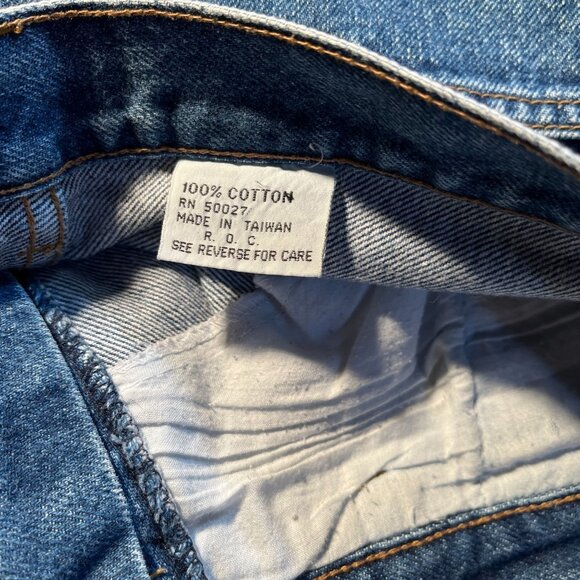 100% COTTON
RN 50027
MADE IN TAIWAN
R. O. C.
SEE REVERSE FOR CARE